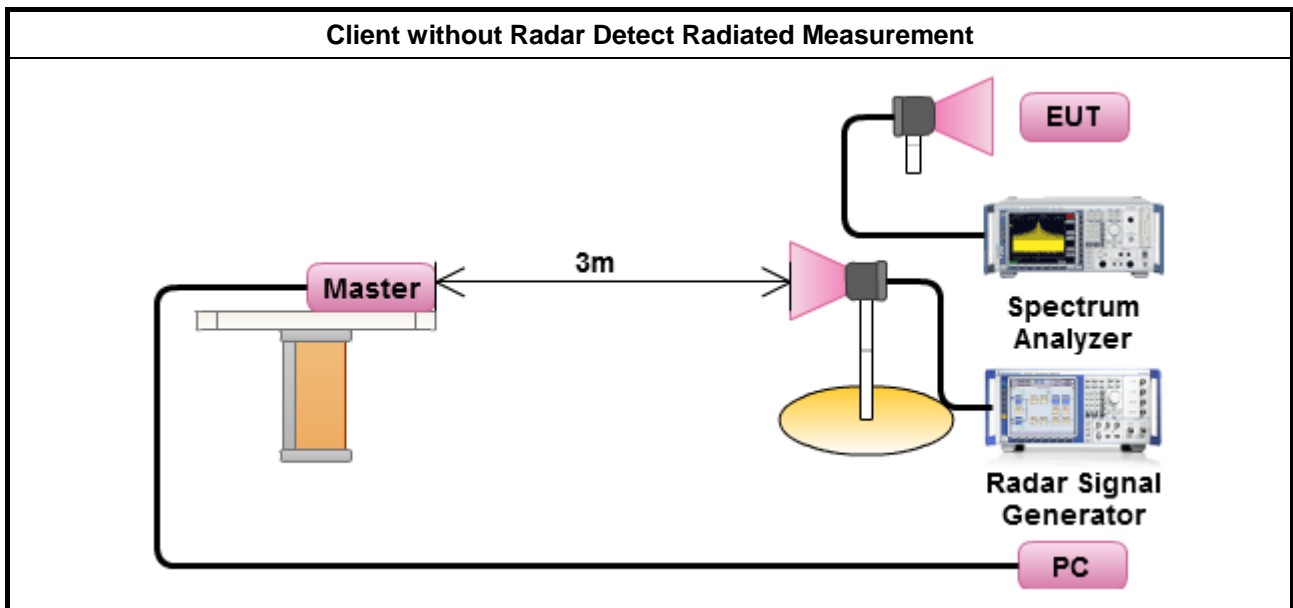 Client without Radar Detect Radiated Measurement
EUT
3m
Master
Spectrum
Analyzer
Radar Signal
Generator
PC